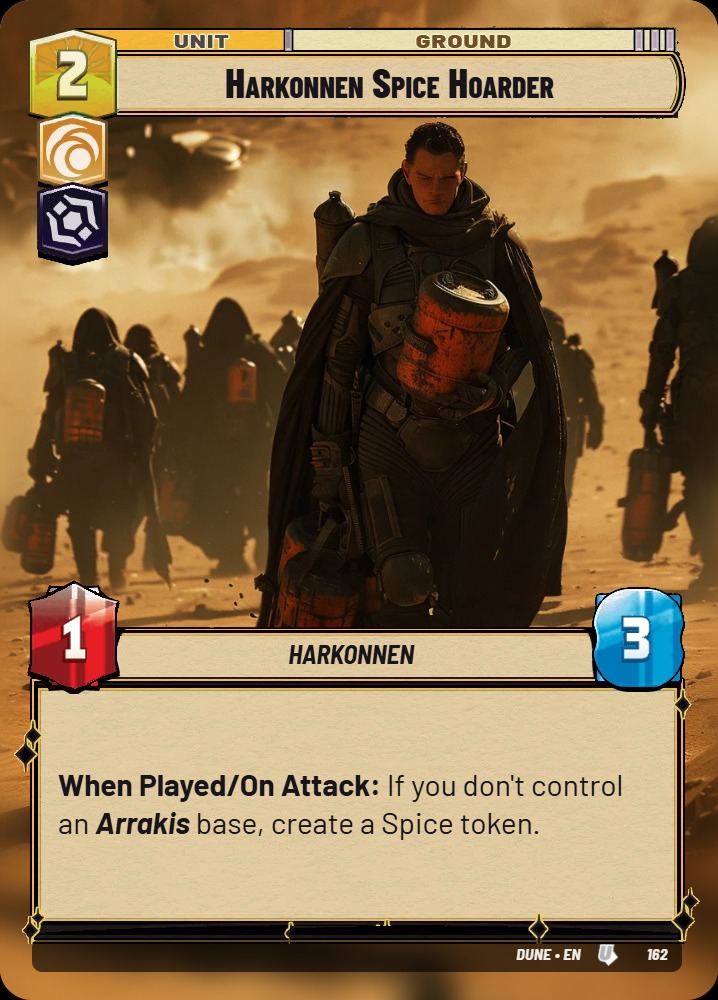 UNIT GROUND
2 Harkonnen Spice Hoarder
1 HARKONNEN 3
When Played/On Attack: If you don't control
an Arrakis base, create a Spice token.
DUNE • EN U 162